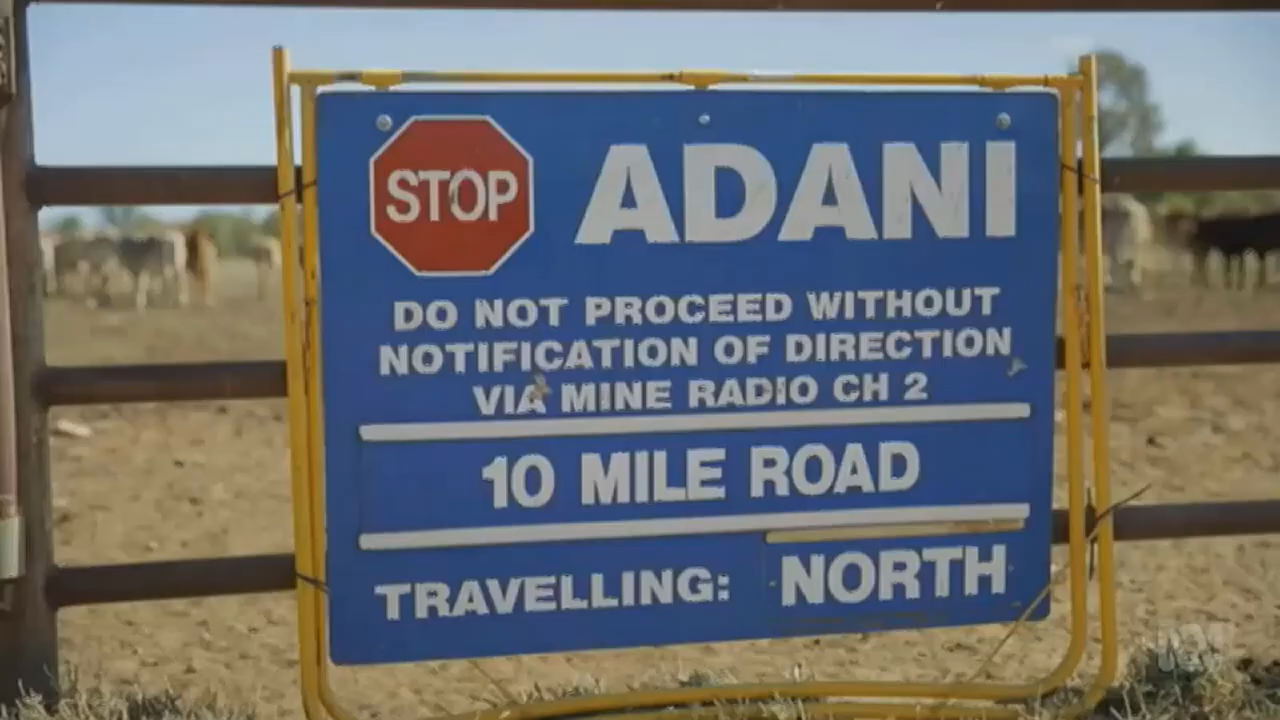 STOP
ADANI
DO NOT PROCEED WITHOUT
NOTIFICATION OF DIRECTION
VIA MINE RADIO CH 2
10 MILE ROAD
TRAVELLING: NORTH